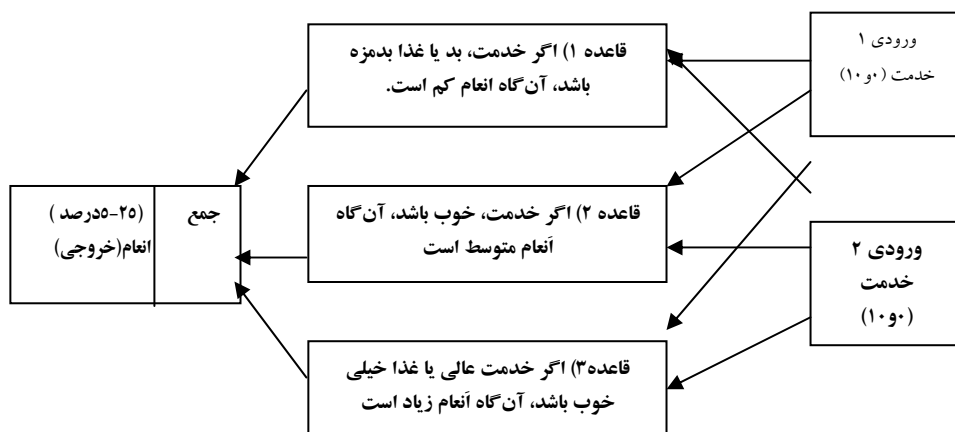 ورودی ۱
خدمت (۰و۱۰)
قاعده ۱) اگر خدمت، بد یا غذا بدمزه
باشد، آن‌گاه انعام کم است.
قاعده ۲) اگر خدمت، خوب باشد، آن‌گاه
اَنعام متوسط است
ورودی ۲
خدمت
(۰و۱۰)
قاعده۳) اگر خدمت عالی یا غذا خیلی
خوب باشد، آن‌گاه اَنعام زیاد است
جمع
(۲۵-۵درصد )
انعام(خروجی)